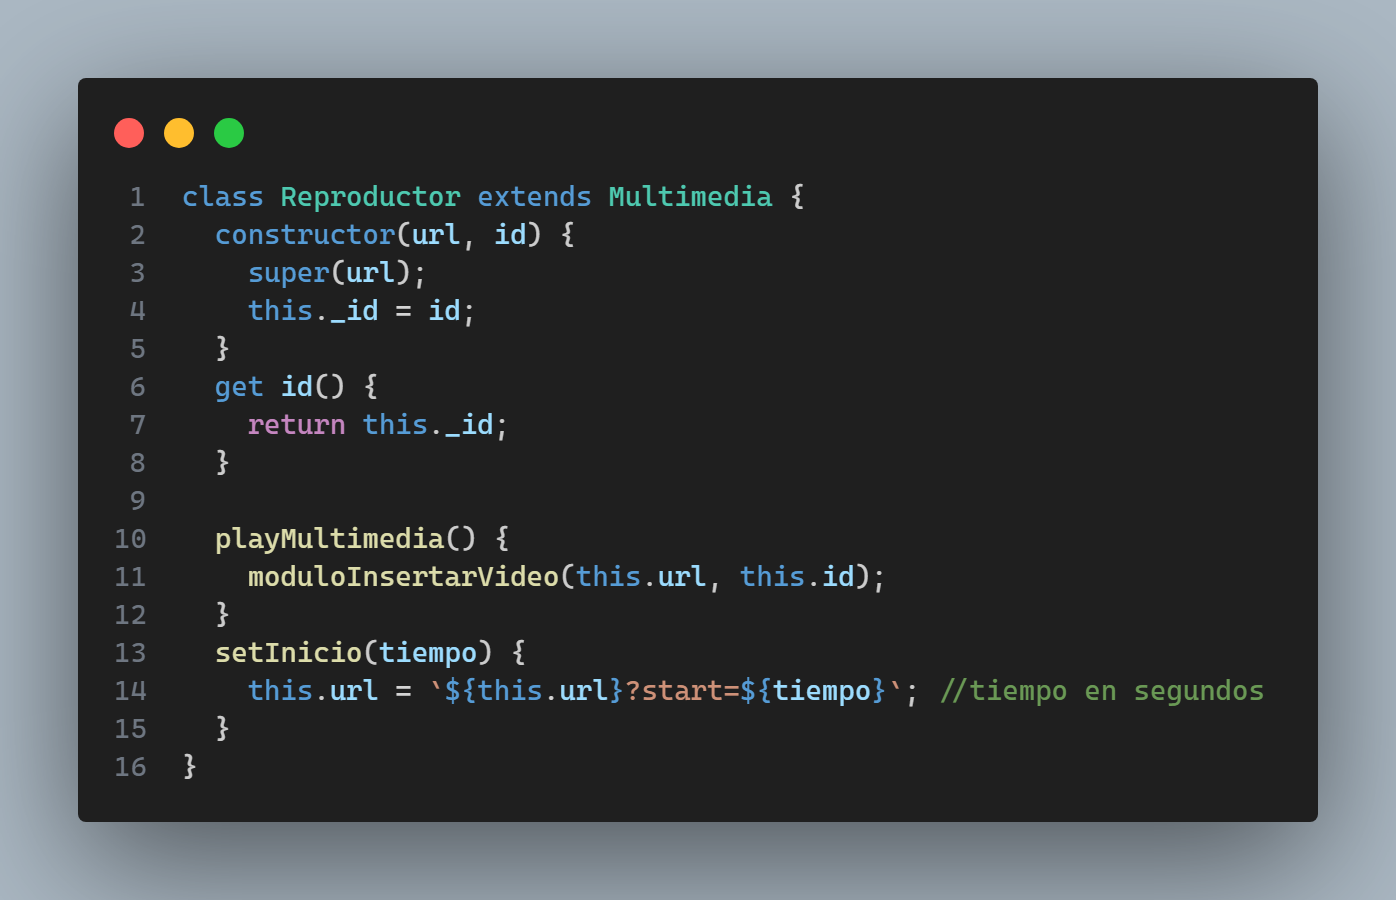 1 class Reproductor extends Multimedia {
2   constructor(url, id) {
3     super(url);
4     this._id = id;
5   }
6   get id() {
7     return this._id;
8   }
9
10   playMultimedia() {
11     moduloInsertarVideo(this.url, this.id);
12   }
13   setInicio(tiempo) {
14     this.url = `${this.url}?start=${tiempo}`; //tiempo en segundos
15   }
16 }